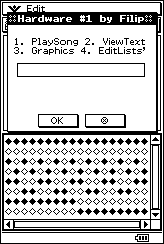 Edit
Hardware #1 by Filip
1. PlaySong 2. ViewText
3. Graphics 4. EditLists'
OK